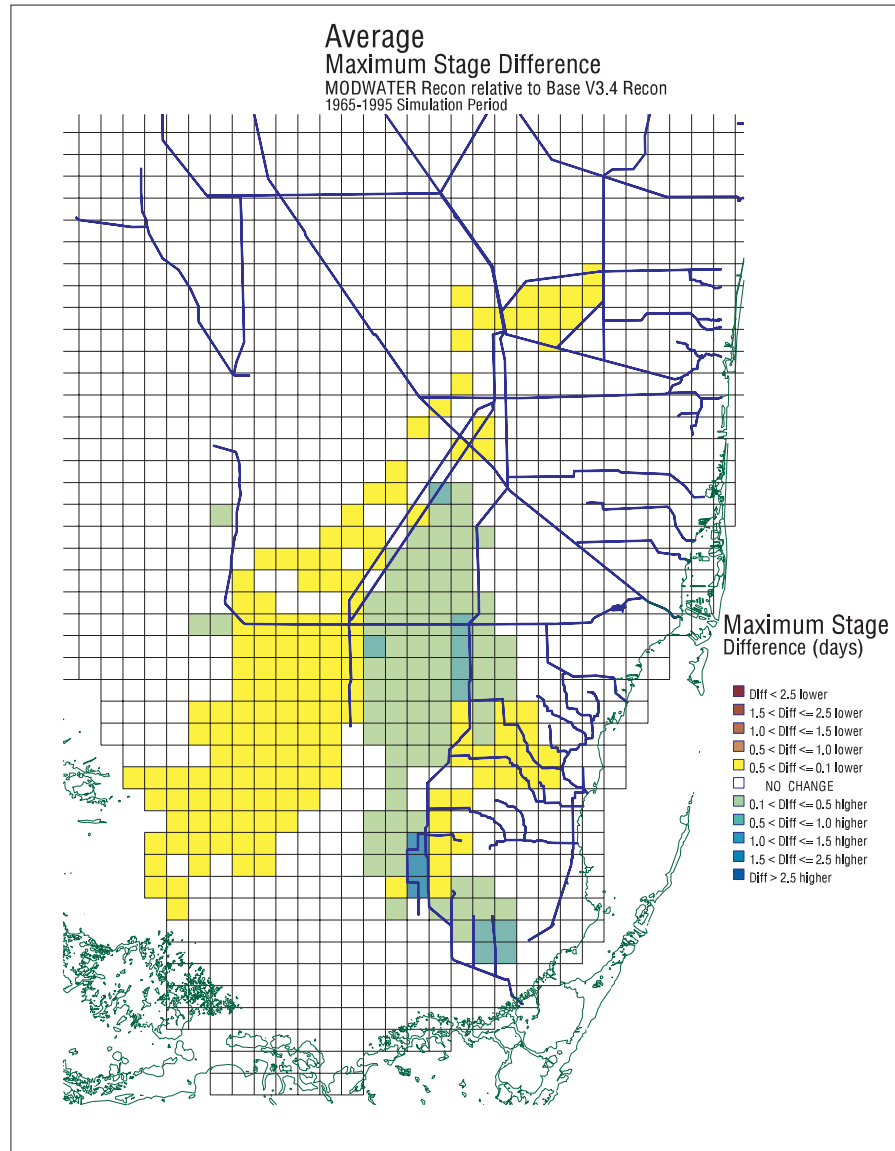 Average
Maximum Stage Difference
MODWATER Recon relative to Base V3.4 Recon
1965-1995 Simulation Period
Maximum Stage
Difference (days)
Diff < 2.5 lower
1.5 < Diff <= 2.5 lower
1.0 < Diff <= 1.5 lower
0.5 < Diff <= 1.0 lower
0.5 < Diff <= 0.1 lower
NO CHANGE
0.1 < Diff <= 0.5 higher
0.5 < Diff <= 1.0 higher
1.0 < Diff <= 1.5 higher
1.5 < Diff <= 2.5 higher
Diff > 2.5 higher